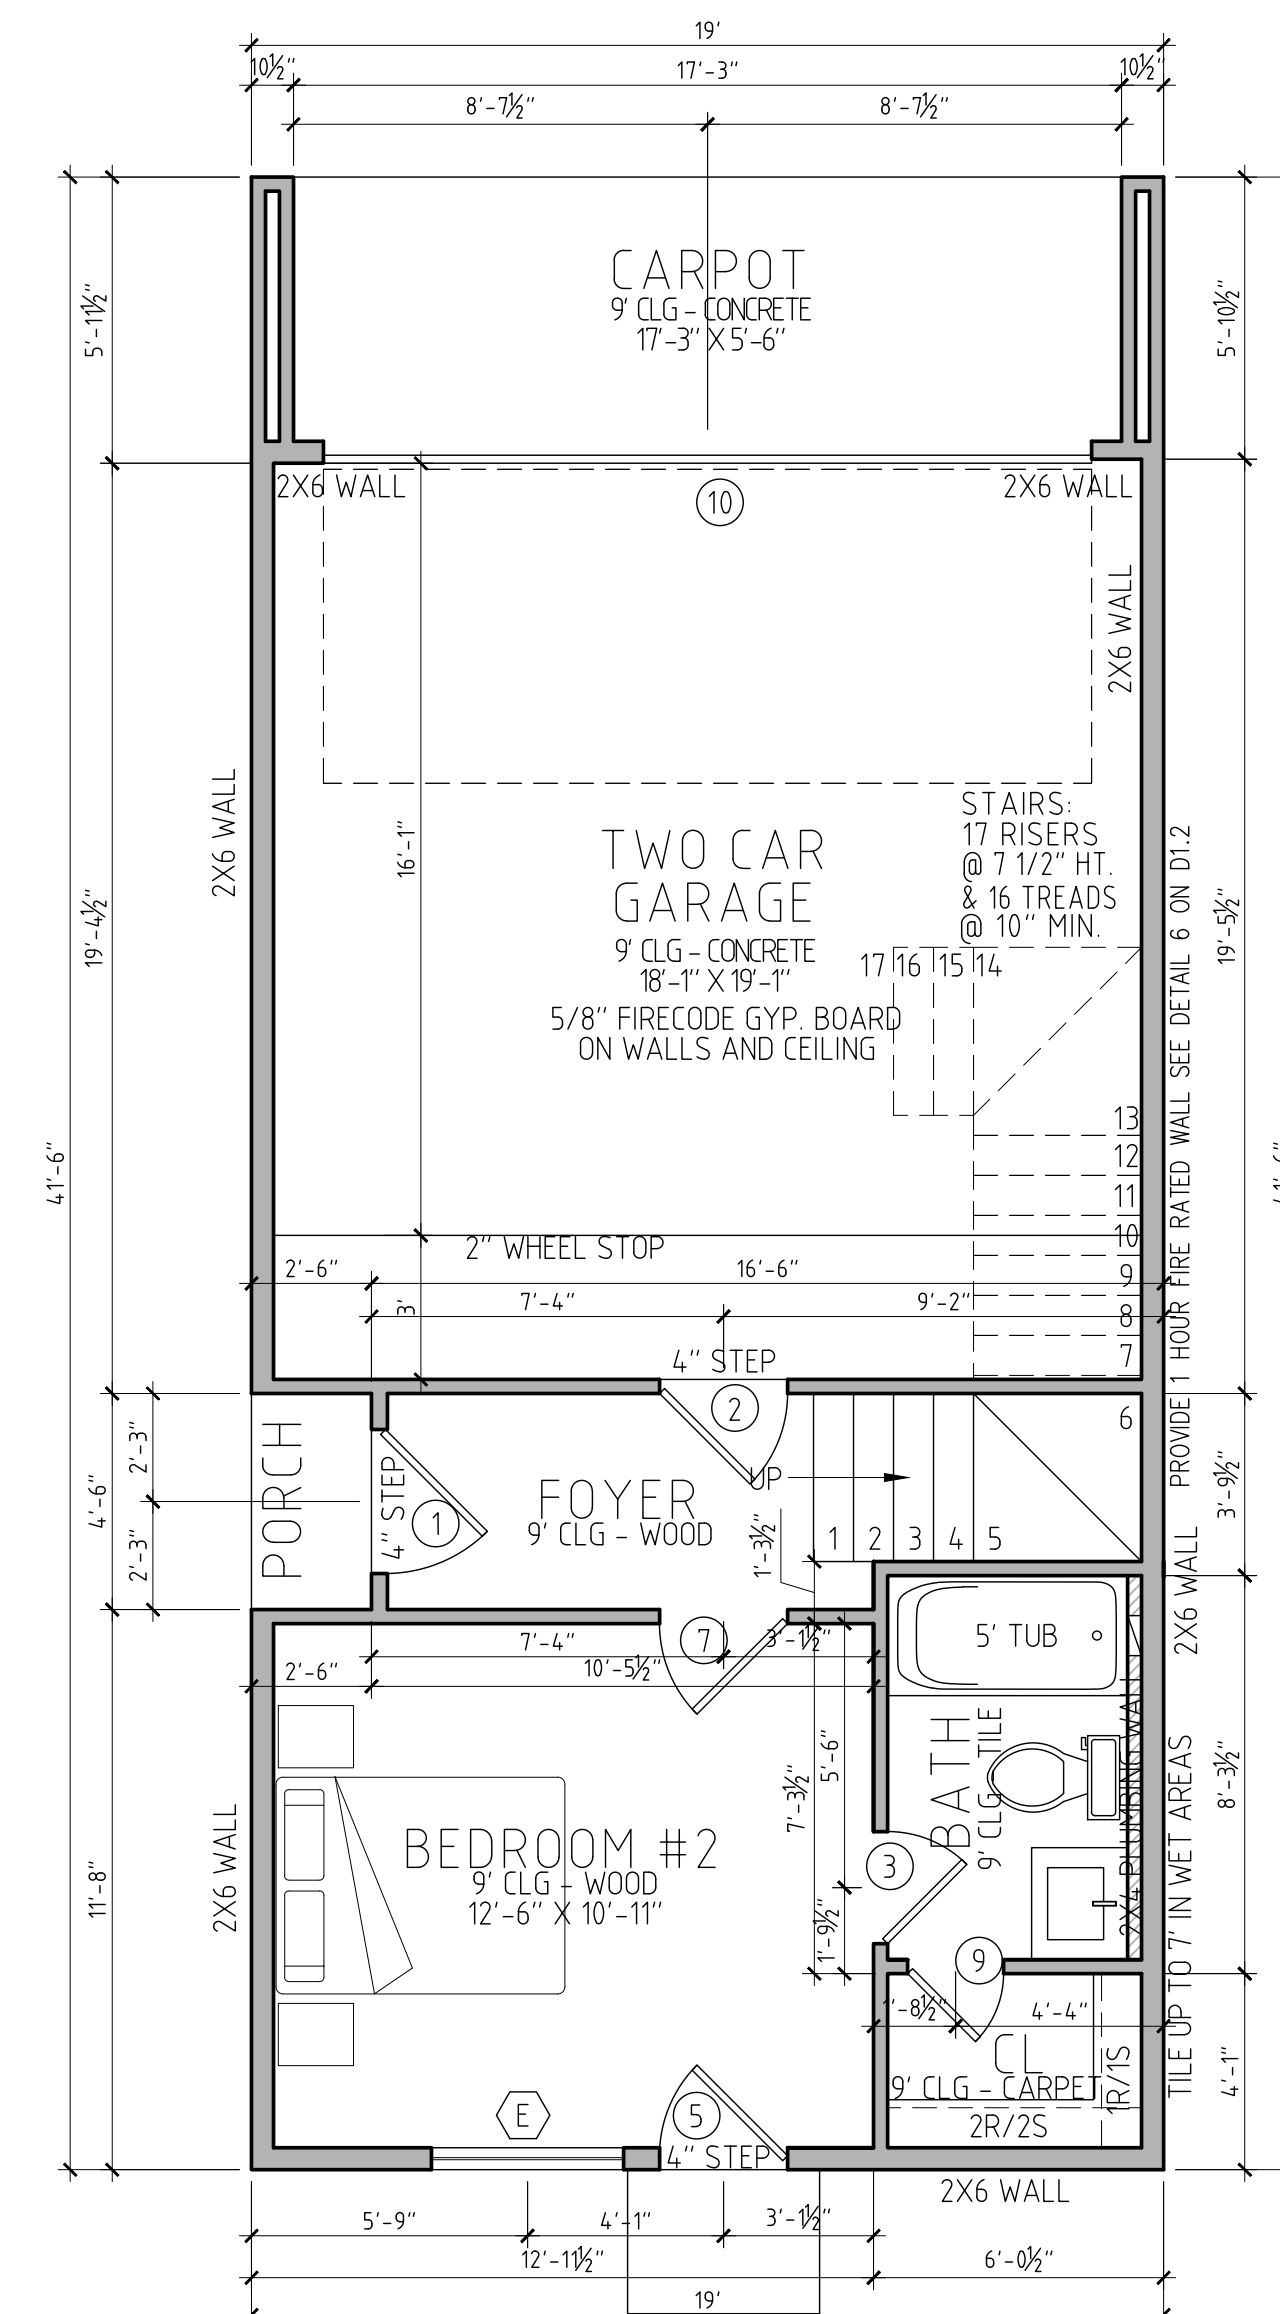 19'
10½" 17'-3" 10½"
8'-7½" 8'-7½"
CARPOT
9' CLG - CONCRETE
17'-3" X 5'-6"
5'-11½"
5'-10½"
2X6 WALL
10
2X6 WALL
2X6 WALL
2X6 WALL
16'-1"
STAIRS:
17 RISERS
@ 7 1/2" HT.
& 16 TREADS
@ 10" MIN.
TWO CAR
GARAGE
9' CLG - CONCRETE
18'-1" X 19'-1"
5/8" FIRECODE GYP. BOARD
ON WALLS AND CEILING
19'-4½"
19'-5½"
41'-6"
PROVIDE 1 HOUR FIRE RATED WALL SEE DETAIL 6 ON D1.2
17 16 15 14
13
12
11
10
9
8
7
6
2" WHEEL STOP
2'-6" 16'-6"
3' 7'-4" 9'-2"
4" STEP
2
PORCH
4" STEP
1
FOYER
9' CLG - WOOD
UP
1 2 3 4 5
1'-3½"
2'-3"
4'-6"
2'-3"
3'-9½"
2X6 WALL
5' TUB
7
7'-4" 3'-1½"
2'-6" 10'-5½"
BATH
9' CLG TILE
2X4 PLUMBING WALL
TILE UP TO 7' IN WET AREAS
5'-6"
7'-3½"
1'-9½"
8'-3½"
3
2X6 WALL
11'-8"
BEDROOM #2
9' CLG - WOOD
12'-6" X 10'-11"
9
-8½" 4'-4"
CL
9' CLG - CARPET
1R/1S
2R/2S
4'-1"
E
5
4" STEP
2X6 WALL
5'-9" 4'-1" 3'-1½"
12'-11½" 6'-0½"
19'